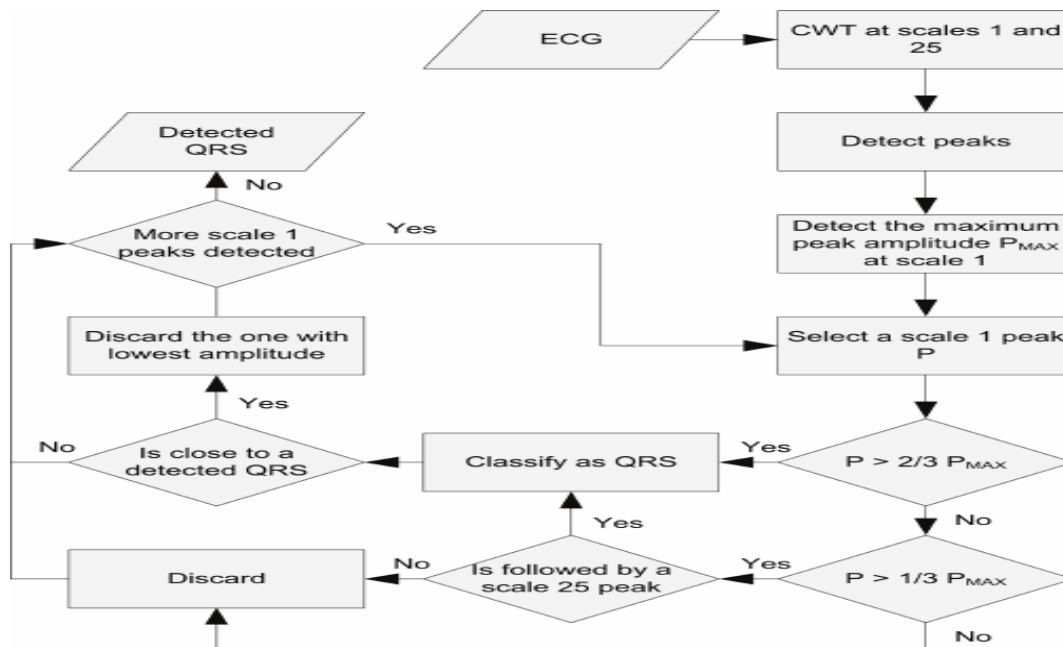 ECG
CWT at scales 1 and
25
Detected
QRS
Detect peaks
No
More scale 1
peaks detected
Yes
Detect the maximum
peak amplitude PMAX
at scale 1
Discard the one with
lowest amplitude
Select a scale 1 peak
P
Yes
No
Is close to a
detected QRS
Classify as QRS
Yes
P > 2/3 PMAX
Yes
No
Discard
No
Is followed by a
scale 25 peak
Yes
P > 1/3 PMAX
No